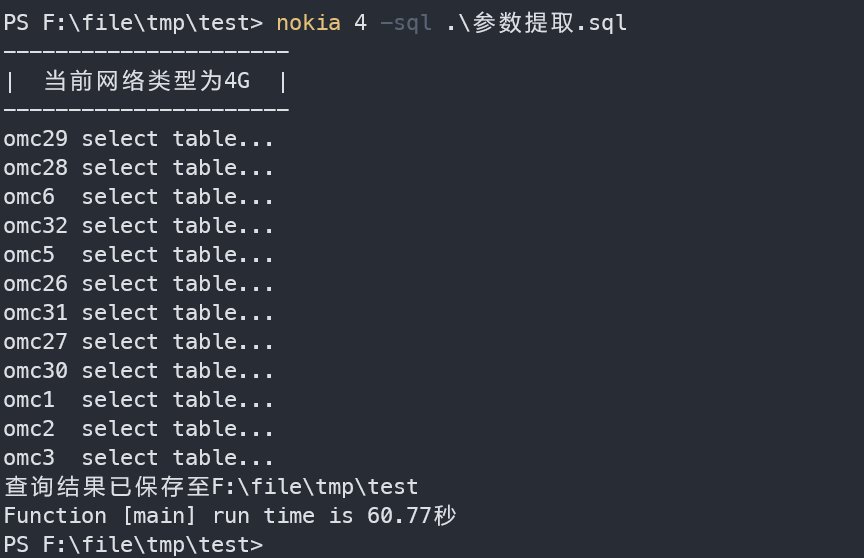 PS F:\file\tmp\test> nokia 4 -sql .\参数提取.sql
----------------------
|  当前网络类型为4G  |
----------------------
omc29 select table...
omc28 select table...
omc6  select table...
omc32 select table...
omc5  select table...
omc26 select table...
omc31 select table...
omc27 select table...
omc30 select table...
omc1  select table...
omc2  select table...
omc3  select table...
查询结果已保存至F:\file\tmp\test
Function [main] run time is 60.77秒
PS F:\file\tmp\test>